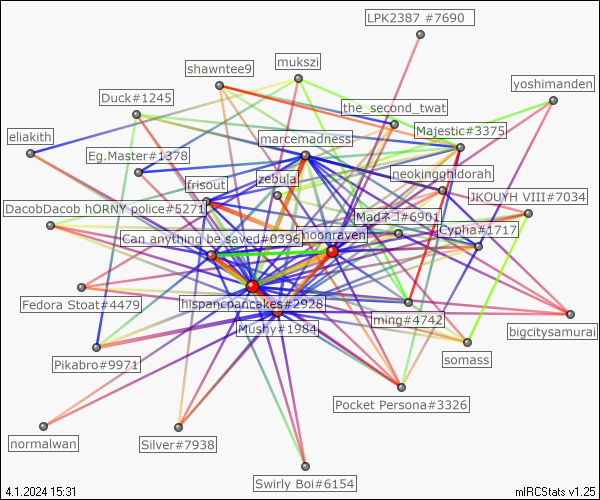 LPK2387 #7690
mukszi
shawntee9
yoshimanden
Duck#1245
the_second_twat
Majestic#3375
eliakith
marcemadness
Eg.Master#1378
neokingghidorah
zebula
frisout
JKOUYH VIII#7034
DacobDacob hORNY police#5271
Madネコ#6901
Cypha#1717
Can anything be saved#0396
noonraven
Fedora Stoat#4479
hispancpancakes#2928
ming#4742
bigcitysamurai
Mushy#1984
somass
Pikabro#9971
Pocket Persona#3326
normalwan
Silver#7938
Swirly Boi#6154
4.1.2024 15:31
mIRCStats v1.25